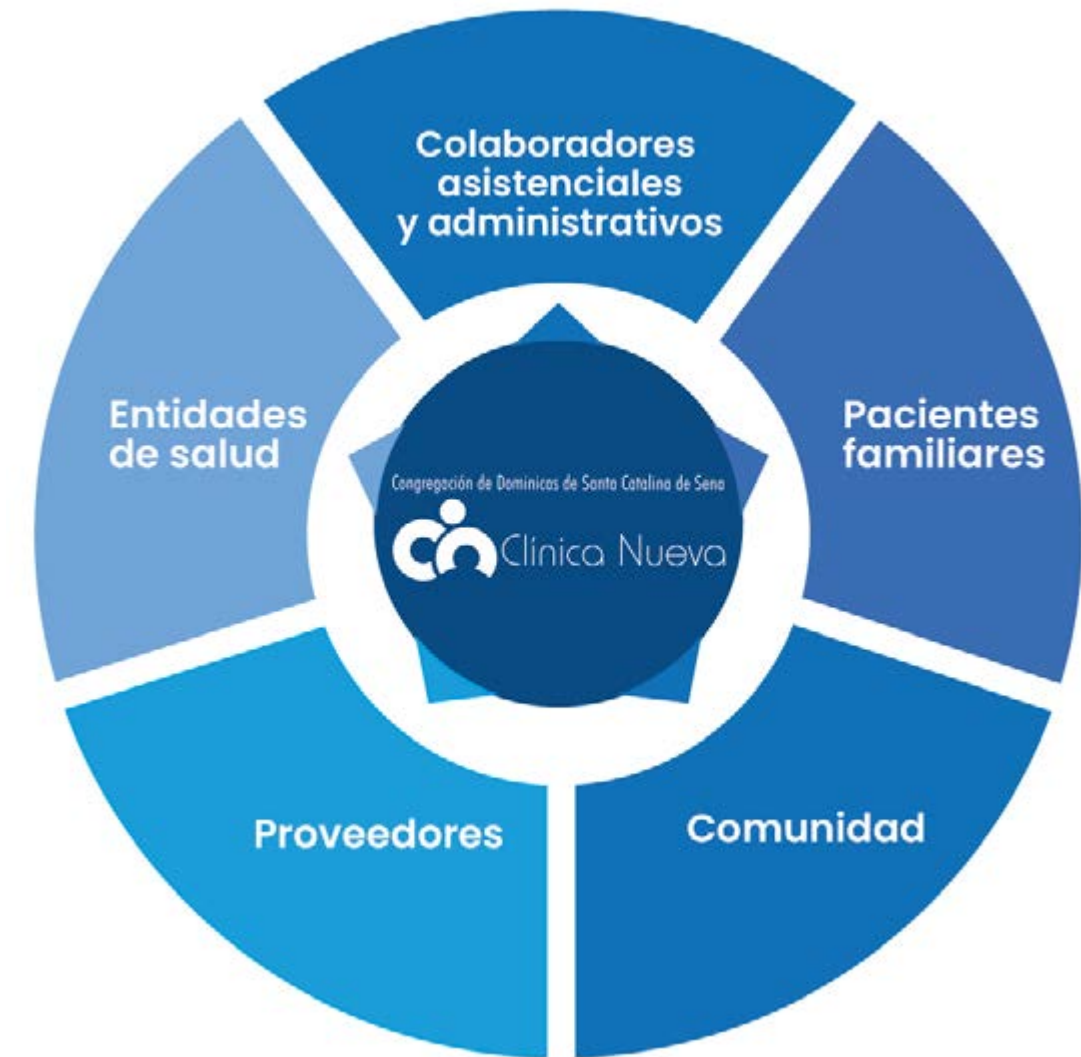 Colaboradores
asistenciales
y administrativos
Entidades
de salud
Pacientes
familiares
Congregación de Dominicas de Santa Catalina de Sena
cn Clínica Nueva
Proveedores
Comunidad